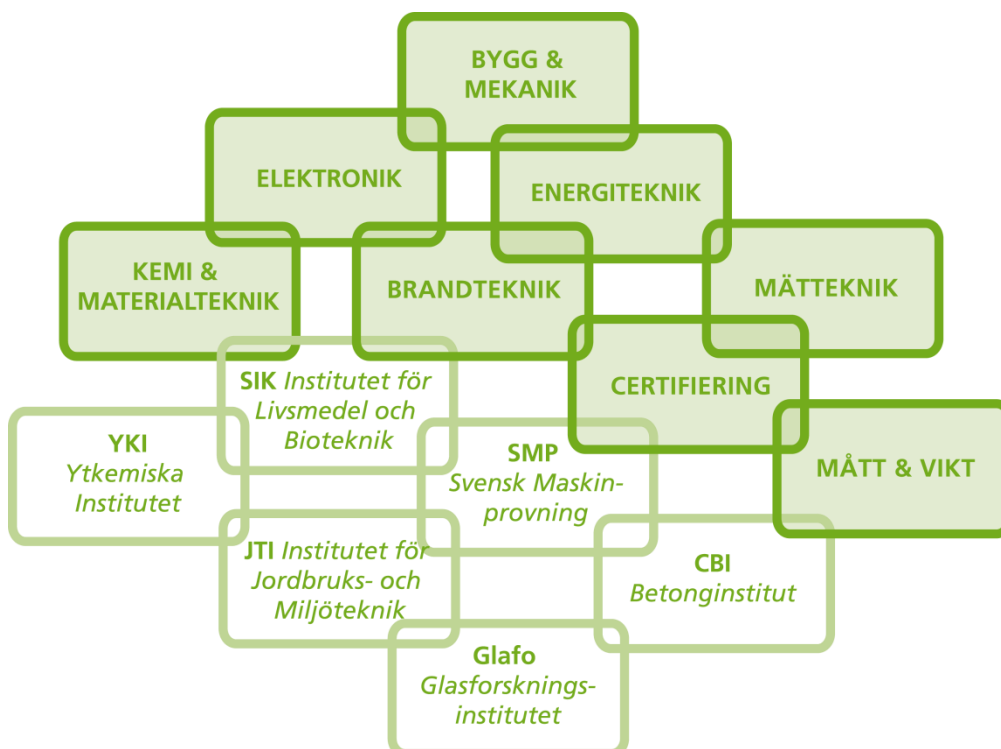 BYGG &
MEKANIK
ELEKTRONIK
ENERGITEKNIK
KEMI &
MATERIALTEKNIK
BRANDTEKNIK
MÄTTEKNIK
SIK Institutet för
Livsmedel och
Bioteknik
CERTIFIERING
YKI
Ytkemiska
Institutet
SMP
Svensk Maskin-
provning
MÅTT & VIKT
JTI Institutet för
Jordbruks- och
Miljöteknik
CBI
Betonginstitut
Glafo
Glasforsknings-
institutet